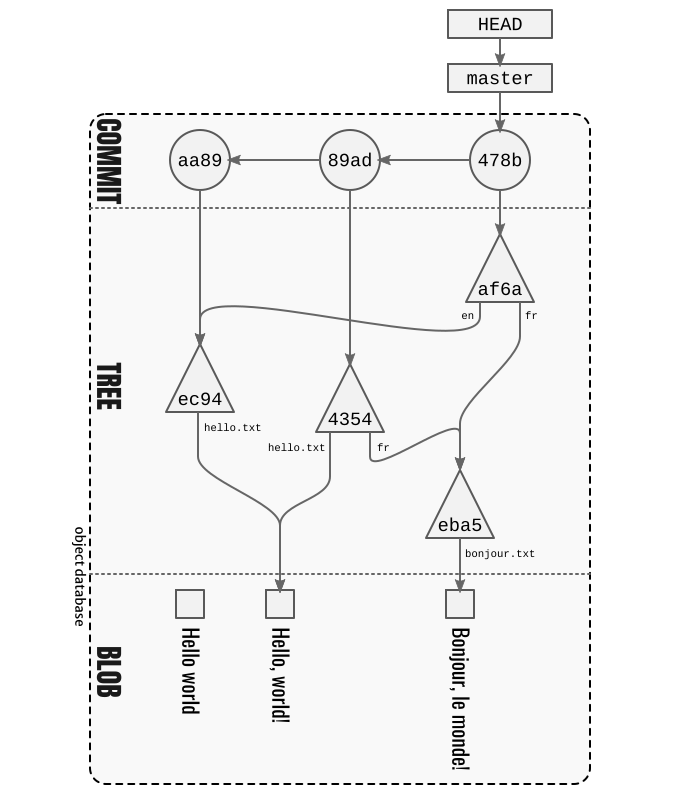 HEAD
master
COMMIT
aa89
89ad
478b
af6a
en
fr
TREE
ec94
4354
hello.txt
hello.txt
fr
eba5
bonjour.txt
object database
BLOB
Hello world
Hello, world!
Bonjour, le monde!